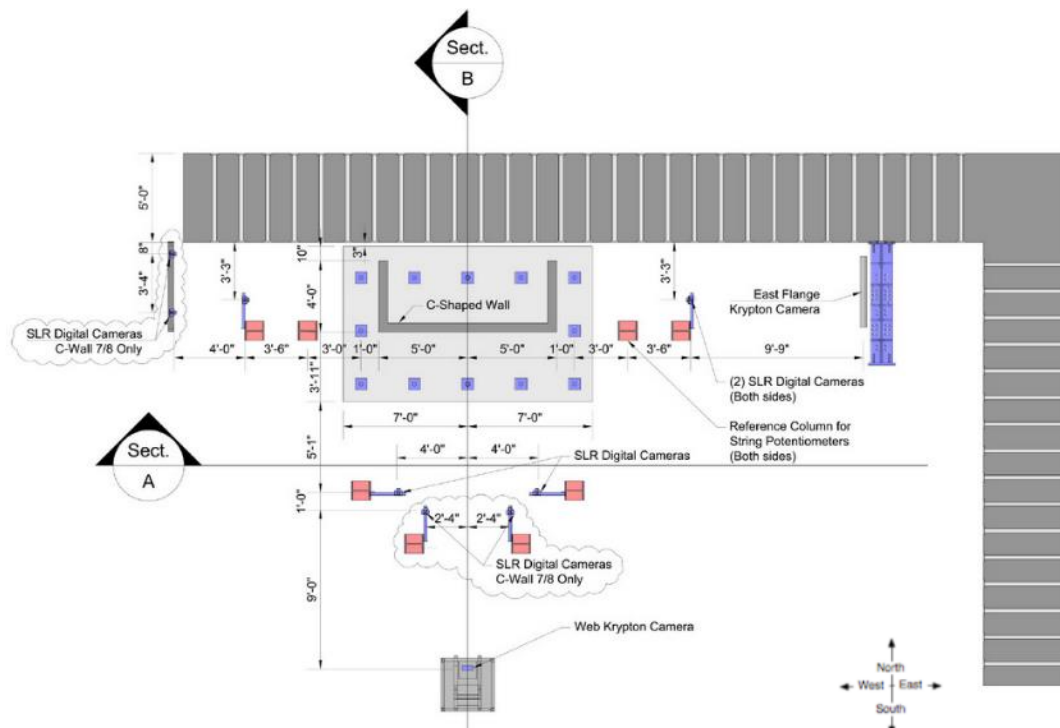 Sect.
B
5'-0"
8"
3'-4"
3'-3"
10"
3"
4'-0"
3'-11"
3'-3"
C-Shaped Wall
East Flange
Krypton Camera
SLR Digital Cameras
C-Wall 7/8 Only
4'-0"
3'-6"
3'-0"
1'-0"
5'-0"
5'-0"
1'-0"
3'-0"
3'-6"
9'-9"
(2) SLR Digital Cameras
(Both sides)
7'-0"
7'-0"
Reference Column for
String Potentiometers
(Both sides)
Sect.
A
5'-1"
4'-0"
4'-0"
SLR Digital Cameras
1'-0"
2'-4"
2'-4"
SLR Digital Cameras
C-Wall 7/8 Only
9'-0"
Web Krypton Camera
North
West
East
South